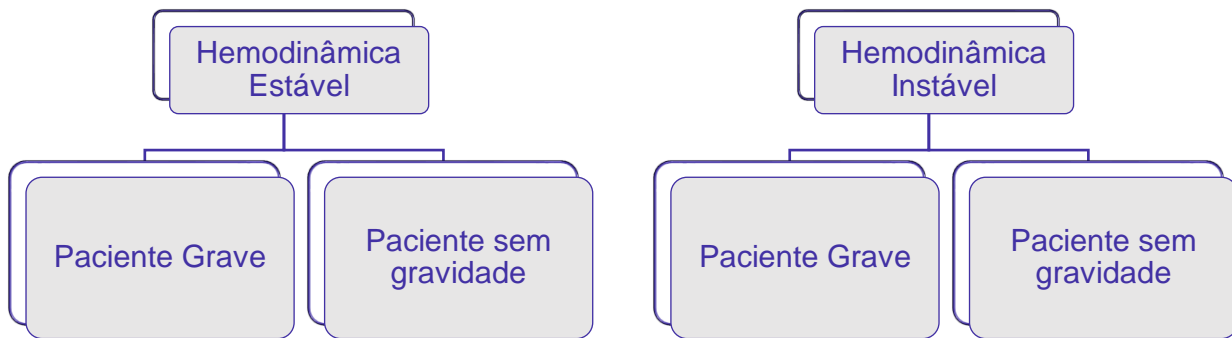 Hemodinâmica
Estável
Hemodinâmica
Instável
Paciente Grave
Paciente sem
gravidade
Paciente Grave
Paciente sem
gravidade